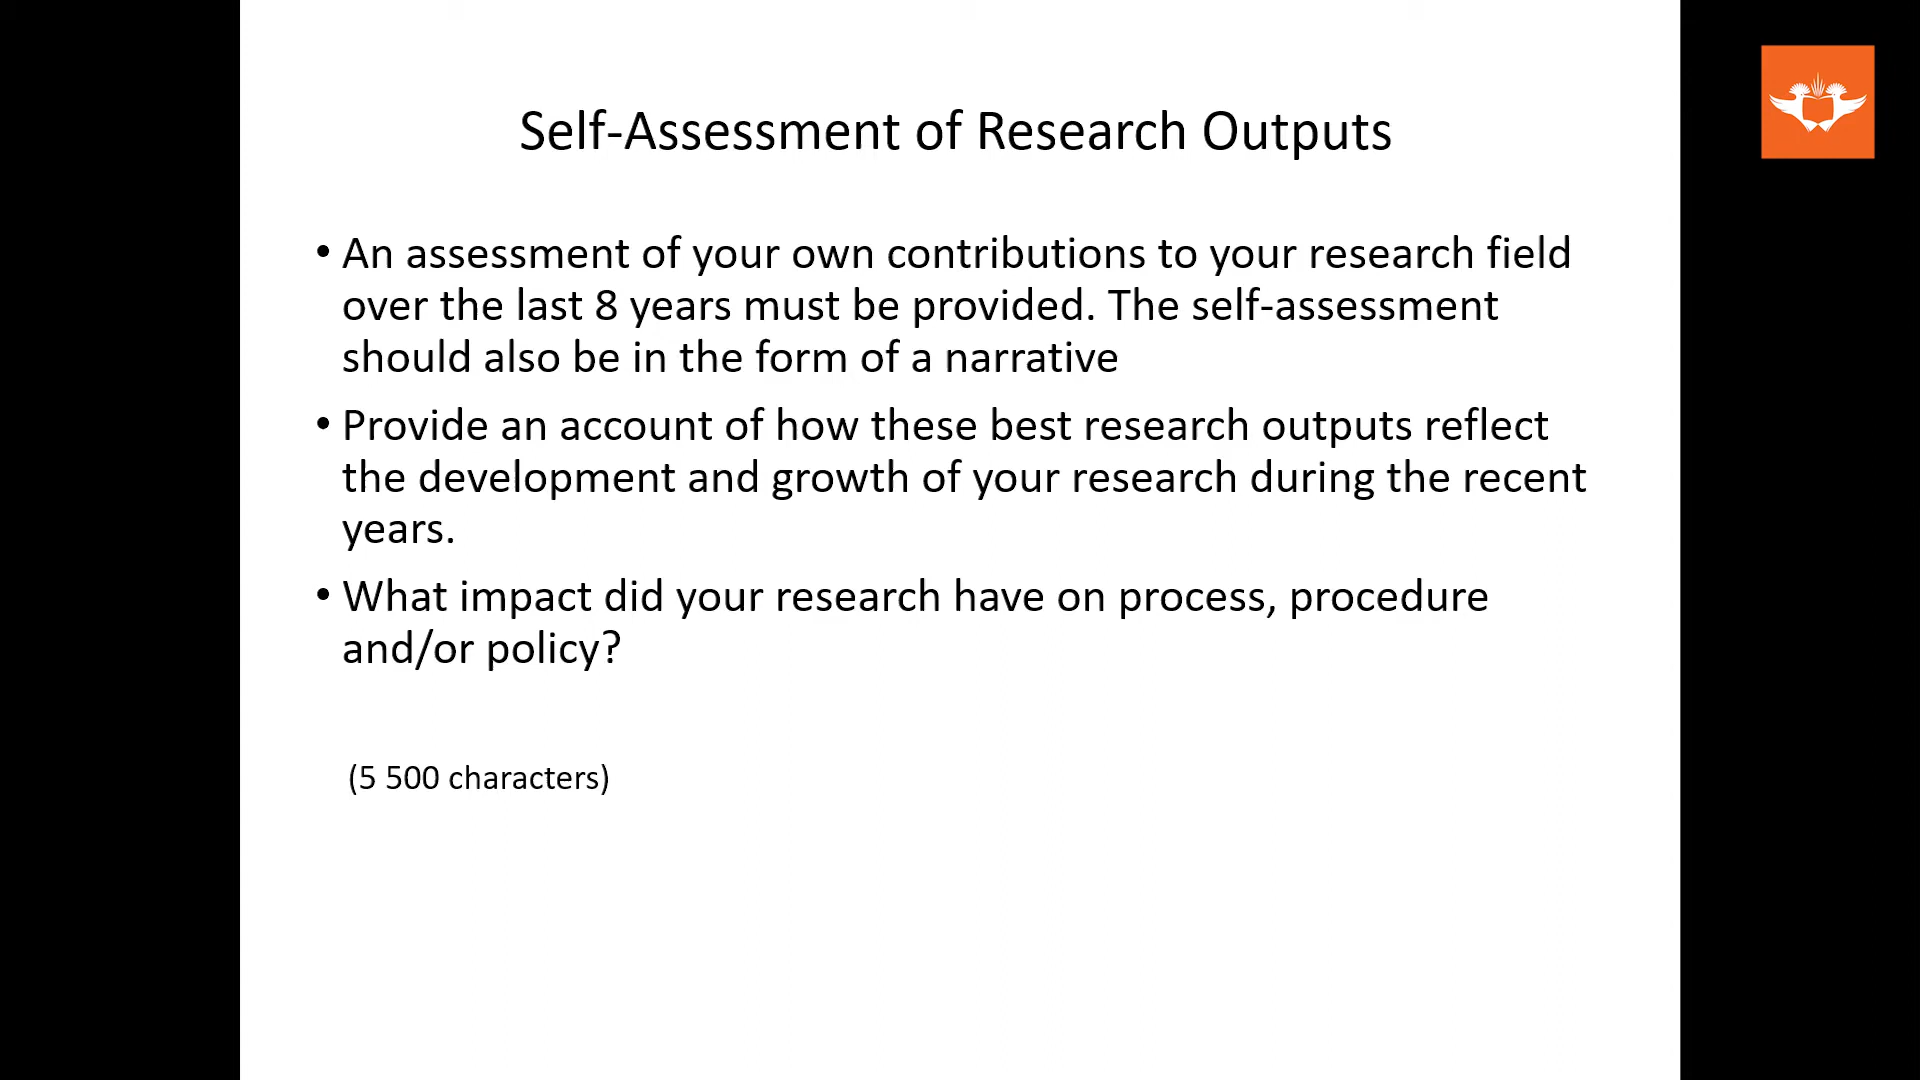 Self-Assessment of Research Outputs
• An assessment of your own contributions to your research field
over the last 8 years must be provided. The self-assessment
should also be in the form of a narrative
• Provide an account of how these best research outputs reflect
the development and growth of your research during the recent
years.
• What impact did your research have on process, procedure
and/or policy?
(5 500 characters)